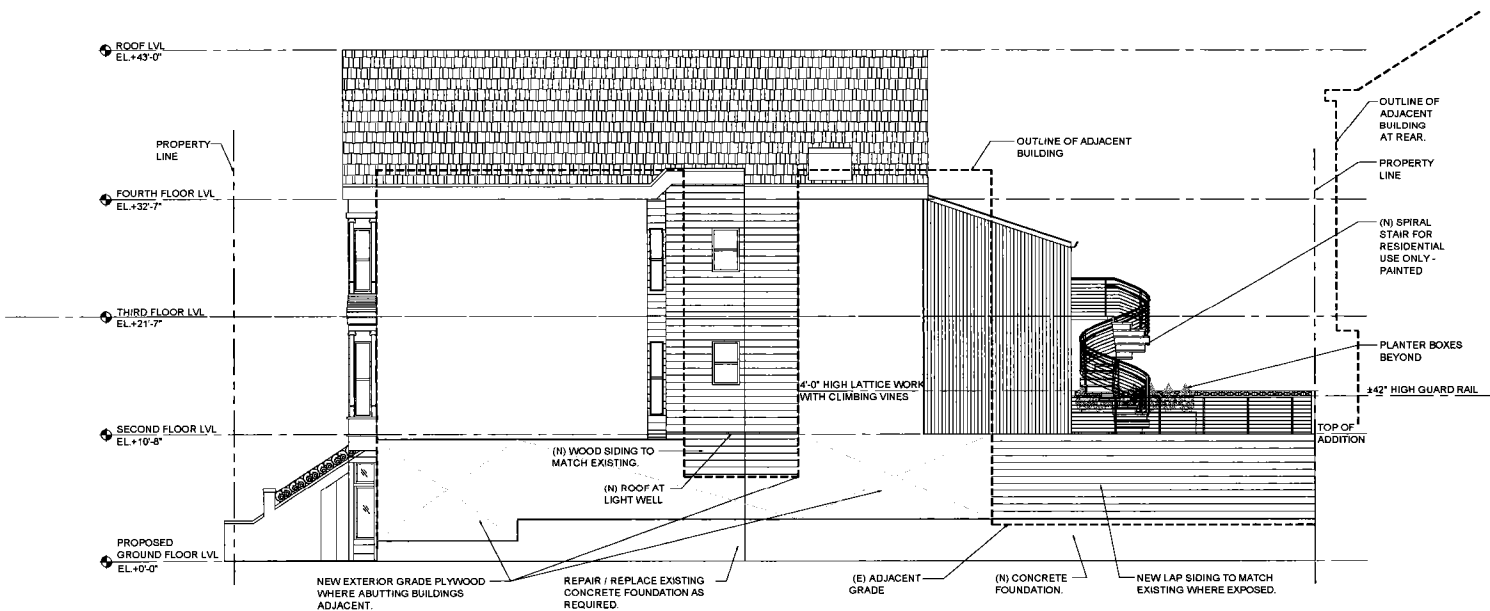 ROOF LVL
EL.+43'-0"
PROPERTY
LINE
FOURTH FLOOR LVL
EL.+32'-7"
THIRD FLOOR LVL
EL.+21'-7"
SECOND FLOOR LVL
EL.+10'-8"
PROPOSED
GROUND FLOOR LVL
EL.+0'-0"
OUTLINE OF ADJACENT
BUILDING
OUTLINE OF
ADJACENT
BUILDING
AT REAR.
PROPERTY
LINE
(N) SPIRAL
STAIR FOR
RESIDENTIAL
USE ONLY -
PAINTED
PLANTER BOXES
BEYOND
±42" HIGH GUARD RAIL
TOP OF
ADDITION
4'-0" HIGH LATTICE WORK
WITH CLIMBING VINES
(N) WOOD SIDING TO
MATCH EXISTING.
(N) ROOF AT
LIGHT WELL
NEW EXTERIOR GRADE PLYWOOD
WHERE ABUTTING BUILDINGS
ADJACENT.
REPAIR / REPLACE EXISTING
CONCRETE FOUNDATION AS
REQUIRED.
(E) ADJACENT
GRADE
(N) CONCRETE
FOUNDATION.
NEW LAP SIDING TO MATCH
EXISTING WHERE EXPOSED.